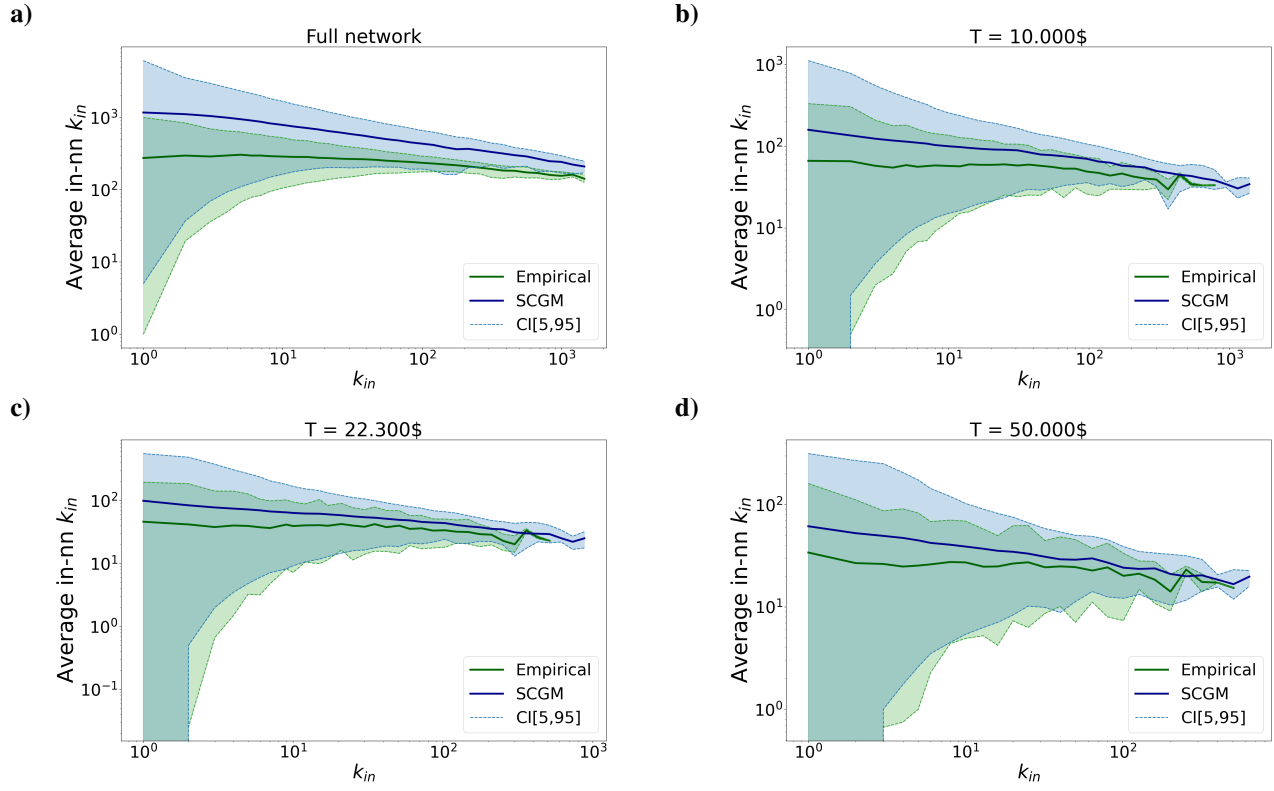 a)
Full network
Average in-nn k_in
10^3
10^2
10^1
10^0
10^0
10^1
10^2
10^3
k_in
Empirical
SCGM
CI[5,95]
b)
T = 10.000$
Average in-nn k_in
10^3
10^2
10^1
10^0
10^0
10^1
10^2
10^3
k_in
Empirical
SCGM
CI[5,95]
c)
T = 22.300$
Average in-nn k_in
10^2
10^1
10^0
10^−1
10^0
10^1
10^2
10^3
k_in
Empirical
SCGM
CI[5,95]
d)
T = 50.000$
Average in-nn k_in
10^2
10^1
10^0
10^0
10^1
10^2
k_in
Empirical
SCGM
CI[5,95]